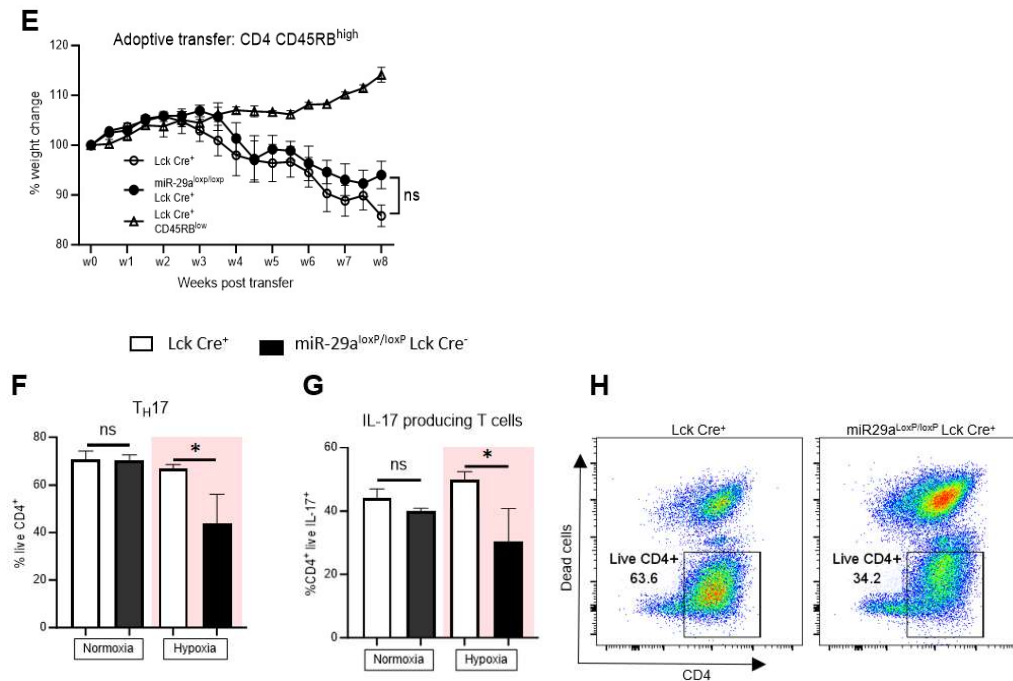 E
Adoptive transfer: CD4 CD45RBhigh
% weight change
120
110
100
90
80
Lck Cre+
miR-29aloxp/loxp
Lck Cre+
Lck Cre+
CD45RBlow
ns
w0 w1 w2 w3 w4 w5 w6 w7 w8
Weeks post transfer
Lck Cre+ miR-29aloxP/loxP Lck Cre-
F
TH17
% live CD4+
80
60
40
20
0
ns
*
Normoxia Hypoxia
G
IL-17 producing T cells
%CD4+ live IL-17+
60
40
20
0
ns
*
Normoxia Hypoxia
H
Lck Cre+ miR29aLoxP/loxP Lck Cre+
Dead cells
Live CD4+
63.6
Live CD4+
34.2
CD4